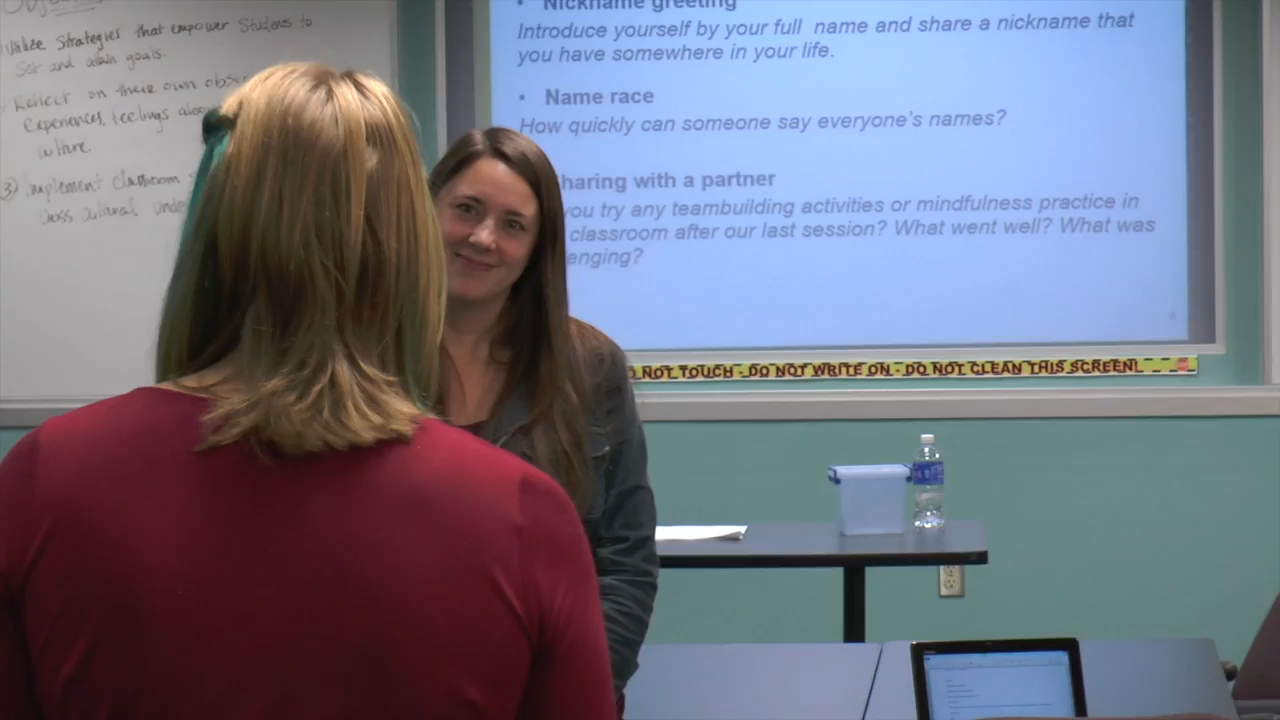 Utilize Strategies that empower Students to
Set and obtain goals.
Reflect on their own
experiences, feelings
culture.
3) Implement Classroom
cross cultural
• Nickname greeting
Introduce yourself by your full name and share a nickname that
you have somewhere in your life.
• Name race
How quickly can someone say everyone's names?
haring with a partner
you try any teambuilding activities or mindfulness practice in
classroom after our last session? What went well? What was
enging?
NOT TOUCH - DO NOT WRITE ON - DO NOT CLEAN THIS SCREEN!